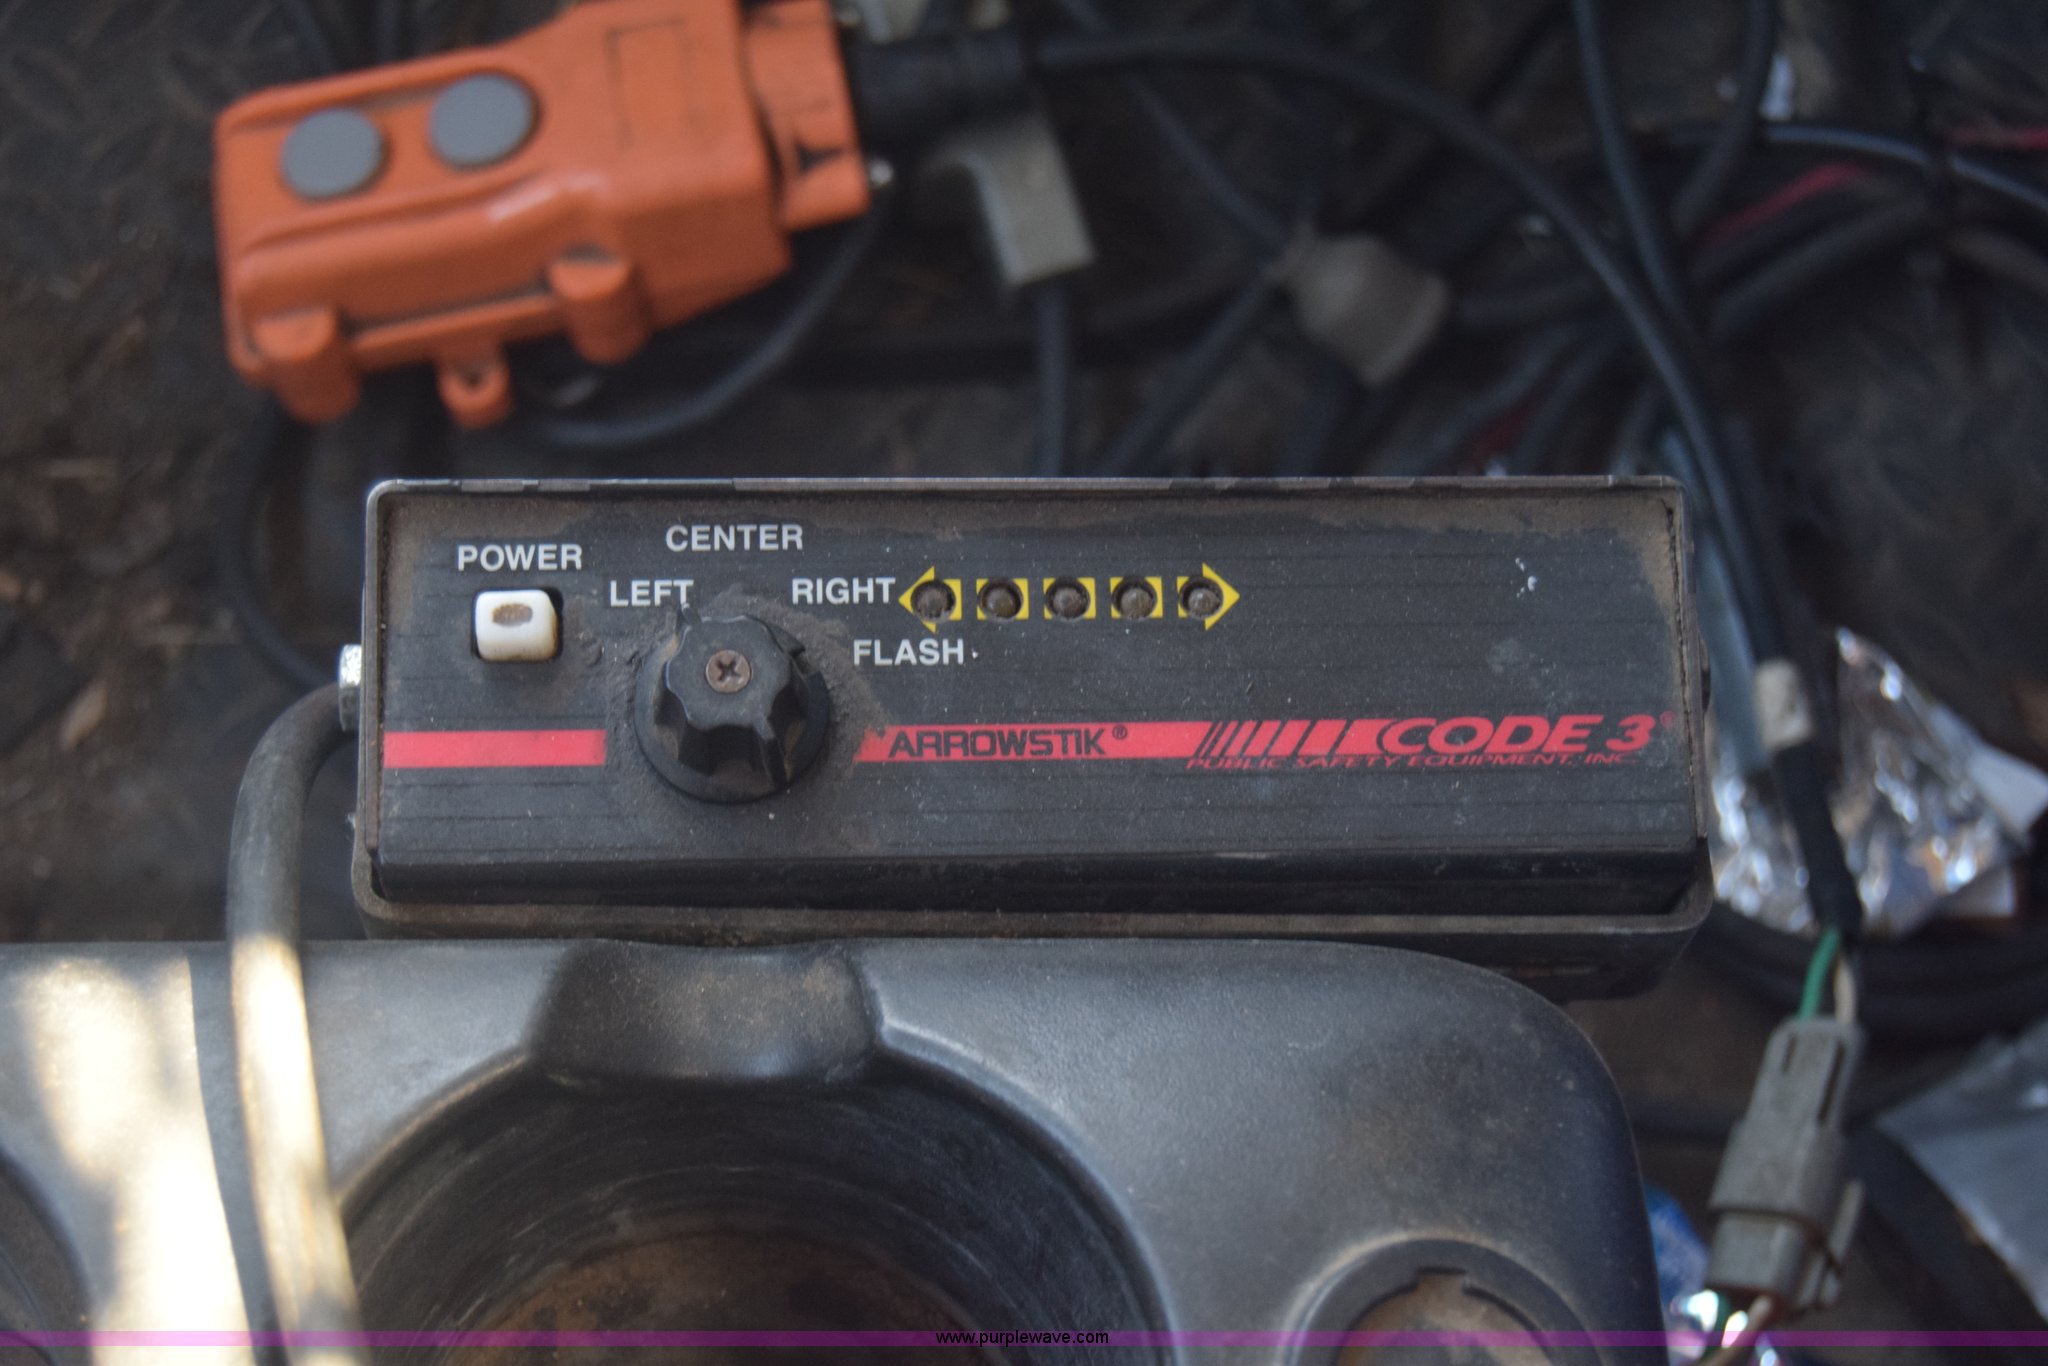 CENTER
POWER
LEFT
RIGHT
FLASH
ARROWSTIK®
CODE 3®
PUBLIC SAFETY EQUIPMENT, INC.
www.purplewave.com